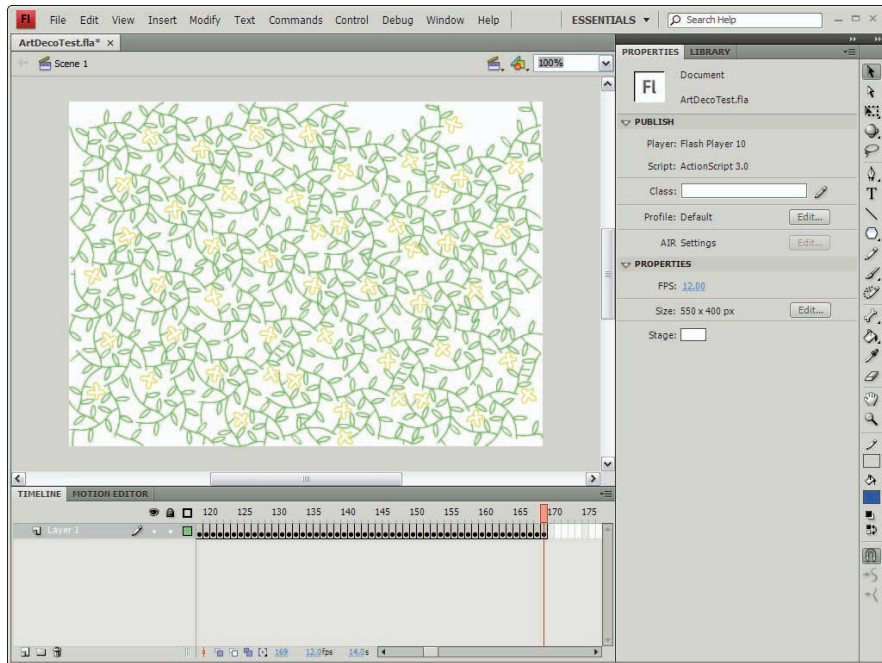 Fl File Edit View Insert Modify Text Commands Control Debug Window Help ESSENTIALS Search Help
ArtDecoTest.fla*
Scene 1 100%
PROPERTIES LIBRARY
Fl
Document
ArtDecoTest.fla
PUBLISH
Player: Flash Player 10
Script: ActionScript 3.0
Class:
Profile: Default Edit...
AIR Settings Edit...
PROPERTIES
FPS: 12.00
Size: 550 x 400 px Edit...
Stage:
T
TIMELINE MOTION EDITOR
120 125 130 135 140 145 150 155 160 165 170 175
Layer 1
169 12.0fps 14.0s